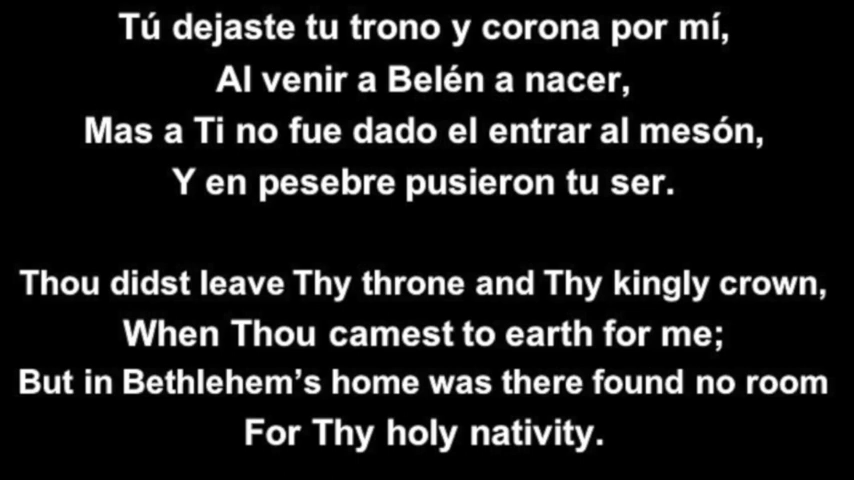 Tú dejaste tu trono y corona por mí,
Al venir a Belén a nacer,
Mas a Ti no fue dado el entrar al mesón,
Y en pesebre pusieron tu ser.
Thou didst leave Thy throne and Thy kingly crown,
When Thou camest to earth for me;
But in Bethlehem’s home was there found no room
For Thy holy nativity.